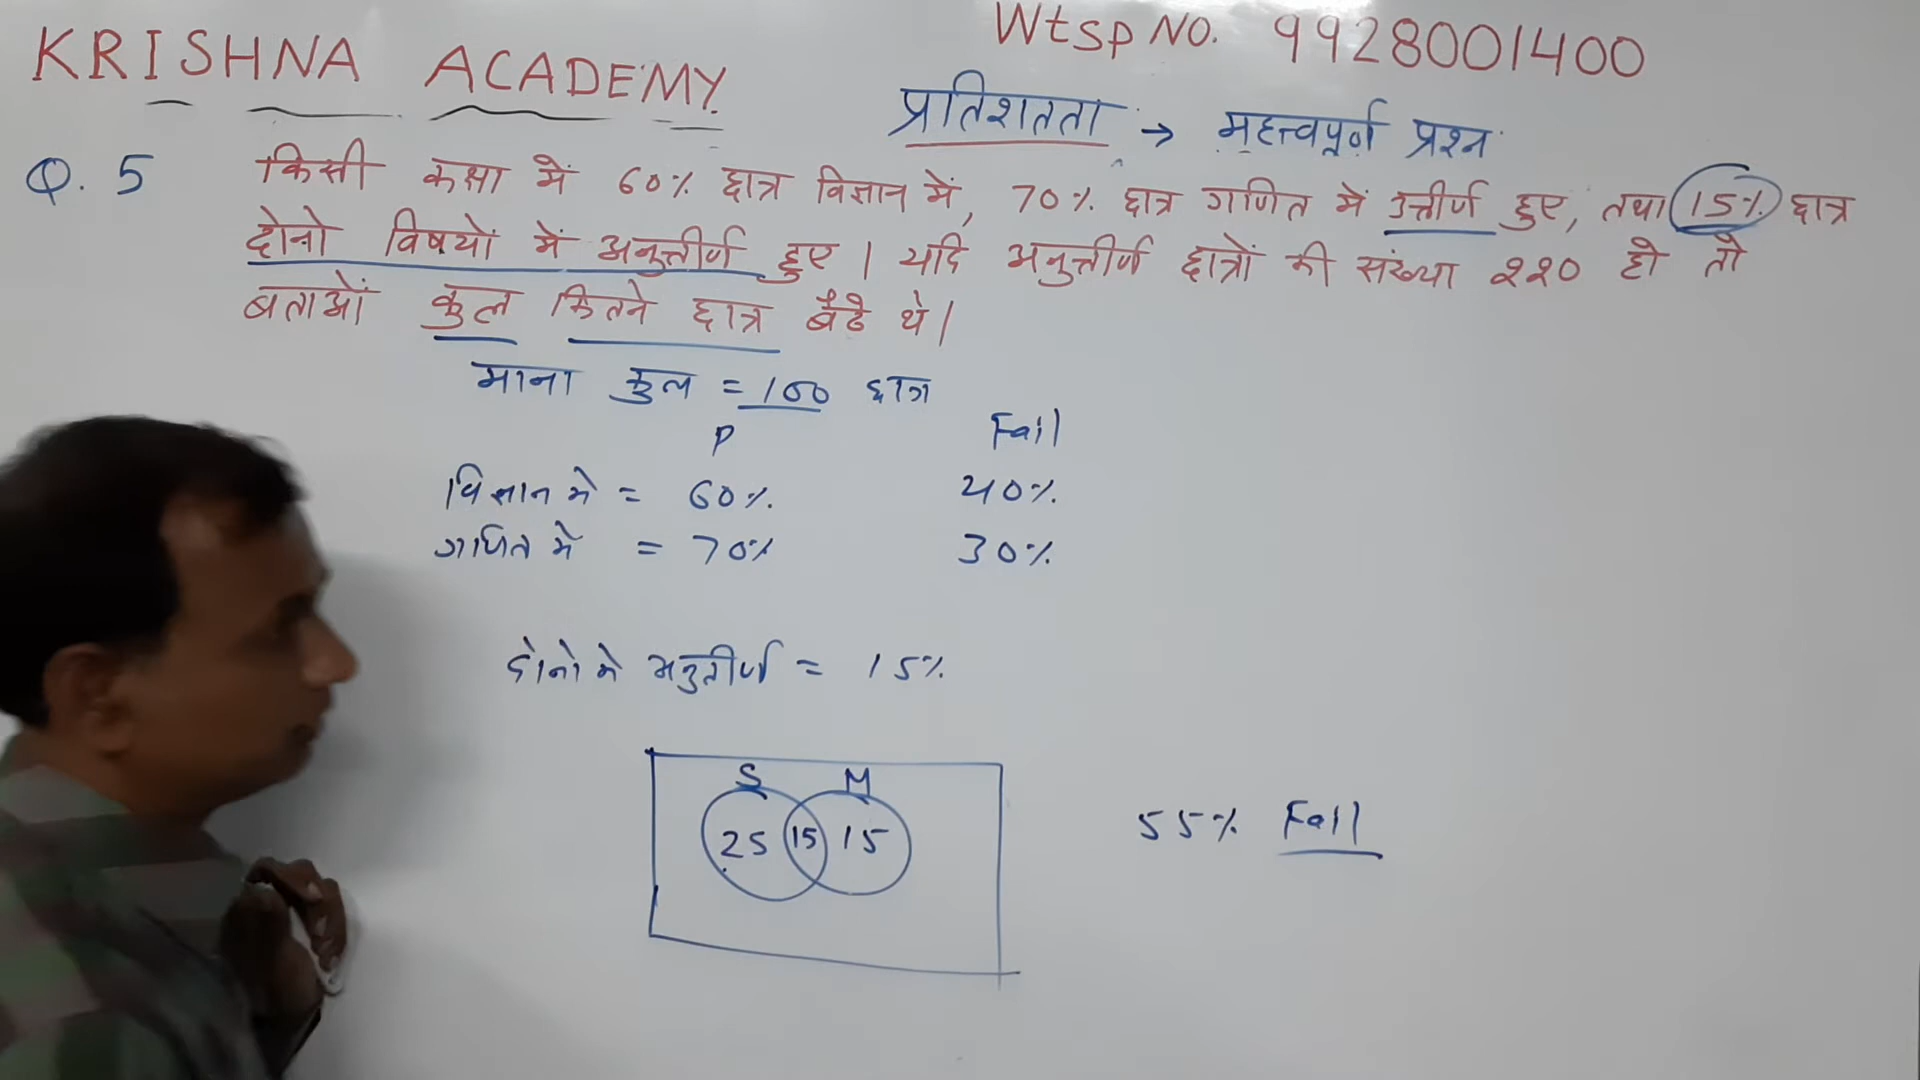 KRISHNA ACADEMY
Wtsp NO. 9928001400
प्रतिशतता → महत्त्वपूर्ण प्रश्न
Q. 5 किसी कक्षा में 60% छात्र विज्ञान में, 70% छात्र गणित में उत्तीर्ण हुए, तथा 15% छात्र
दोनो विषयों में अनुत्तीर्ण हुए। यदि अनुत्तीर्ण छात्रों की संख्या 220 हो तो
बताओं कुल कितने छात्र बैठे थे।
माना कुल = 100 छात्र
P Fail
विज्ञान मे = 60% 40%
गणित मे = 70% 30%
दोनो मे अनुतीर्ण = 15%
S M
25 15 15
55% Fail